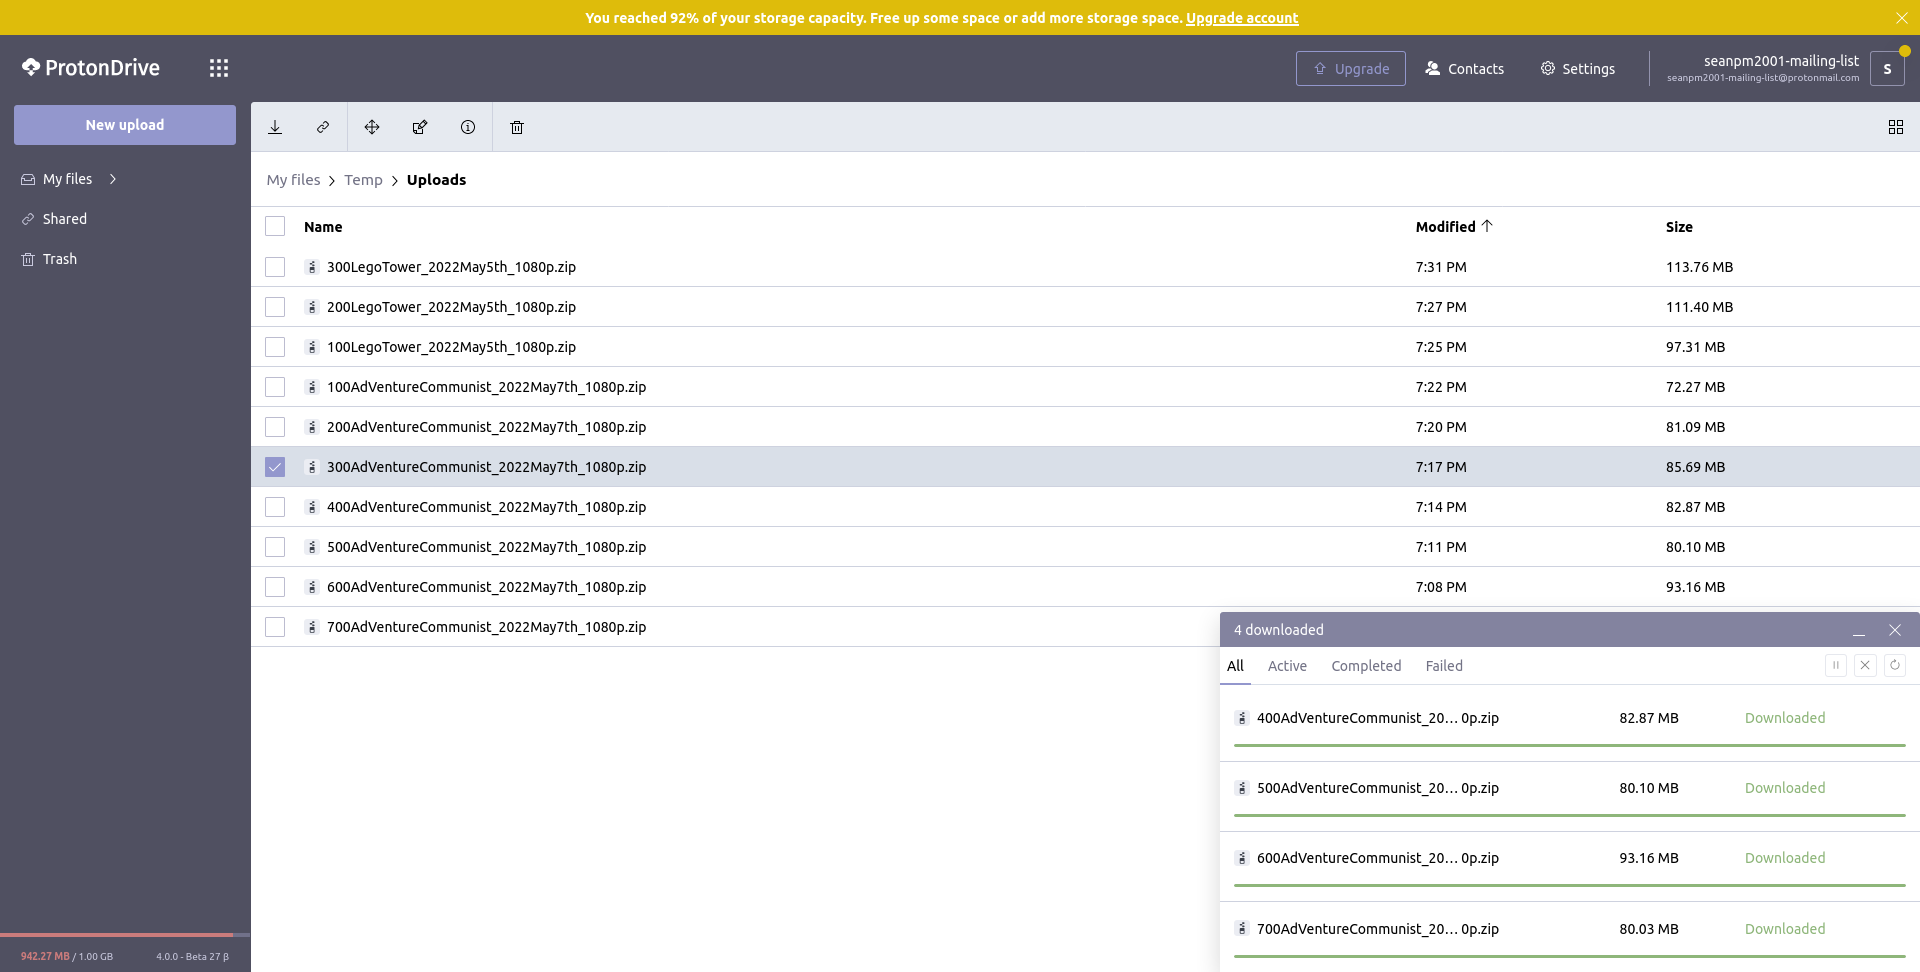 You reached 92% of your storage capacity. Free up some space or add more storage space. Upgrade account
ProtonDrive
Upgrade
Contacts
Settings
seanpm2001-mailing-list
seanpm2001-mailing-list@protonmail.com
S
New upload
My files
Shared
Trash
My files > Temp > Uploads
Name Modified Size
300LegoTower_2022May5th_1080p.zip 7:31 PM 113.76 MB
200LegoTower_2022May5th_1080p.zip 7:27 PM 111.40 MB
100LegoTower_2022May5th_1080p.zip 7:25 PM 97.31 MB
100AdVentureCommunist_2022May7th_1080p.zip 7:22 PM 72.27 MB
200AdVentureCommunist_2022May7th_1080p.zip 7:20 PM 81.09 MB
300AdVentureCommunist_2022May7th_1080p.zip 7:17 PM 85.69 MB
400AdVentureCommunist_2022May7th_1080p.zip 7:14 PM 82.87 MB
500AdVentureCommunist_2022May7th_1080p.zip 7:11 PM 80.10 MB
600AdVentureCommunist_2022May7th_1080p.zip 7:08 PM 93.16 MB
700AdVentureCommunist_2022May7th_1080p.zip
4 downloaded
All Active Completed Failed
400AdVentureCommunist_20... 0p.zip 82.87 MB Downloaded
500AdVentureCommunist_20... 0p.zip 80.10 MB Downloaded
600AdVentureCommunist_20... 0p.zip 93.16 MB Downloaded
700AdVentureCommunist_20... 0p.zip 80.03 MB Downloaded
942.27 MB / 1.00 GB 4.0.0 - Beta 27 β